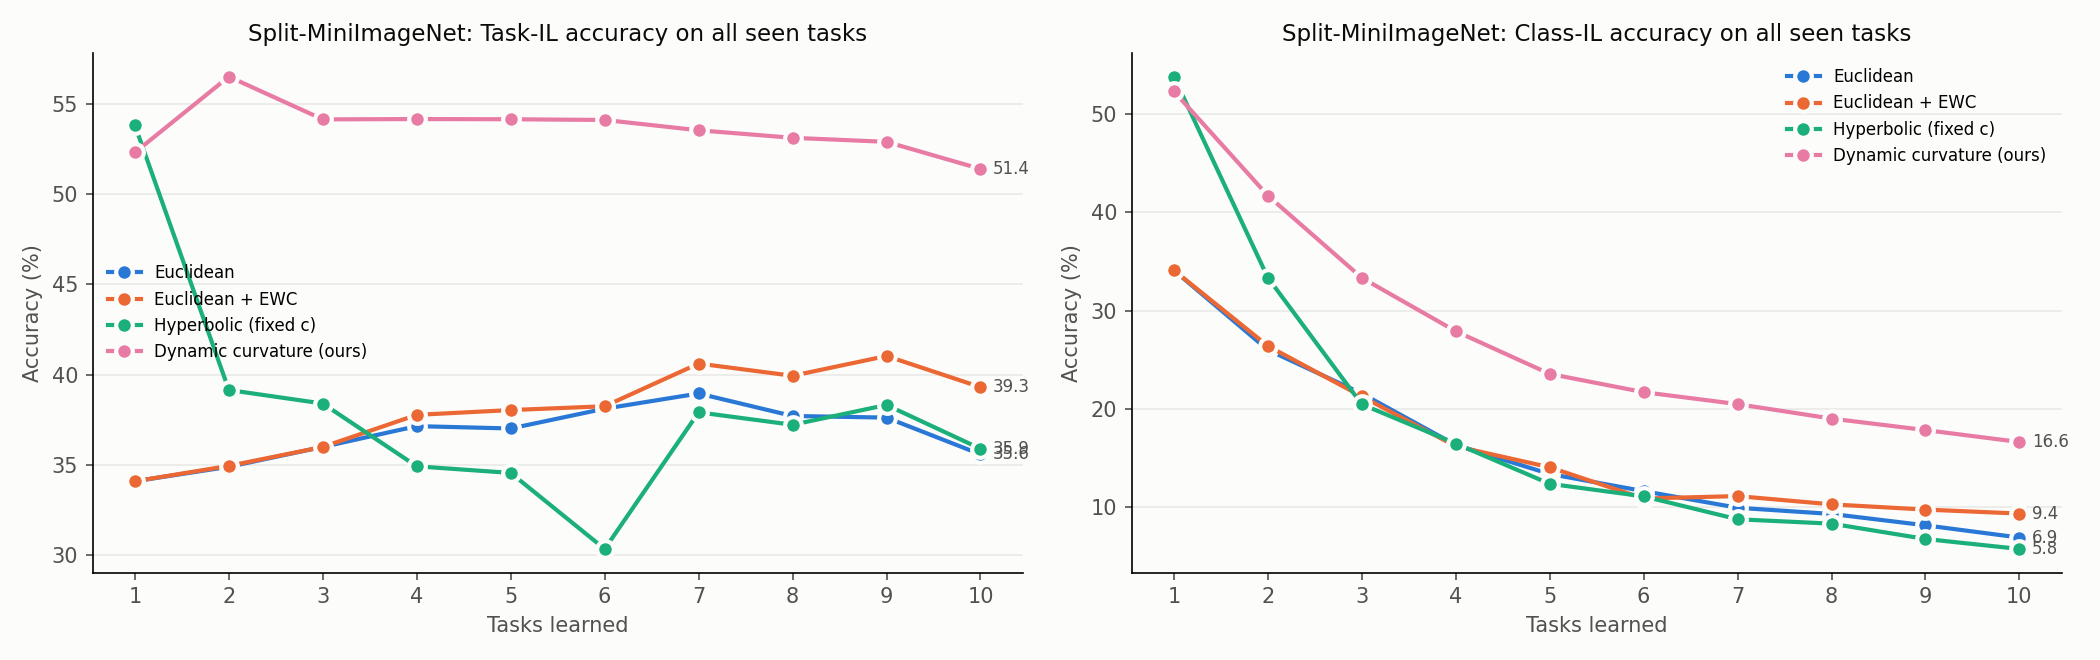 Split-MiniImageNet: Task-IL accuracy on all seen tasks
Accuracy (%)
55
50
45
40
35
30
Euclidean
Euclidean + EWC
Hyperbolic (fixed c)
Dynamic curvature (ours)
51.4
39.3
35.9
35.6
1 2 3 4 5 6 7 8 9 10
Tasks learned
Split-MiniImageNet: Class-IL accuracy on all seen tasks
Accuracy (%)
50
40
30
20
10
Euclidean
Euclidean + EWC
Hyperbolic (fixed c)
Dynamic curvature (ours)
16.6
9.4
6.9
5.8
1 2 3 4 5 6 7 8 9 10
Tasks learned